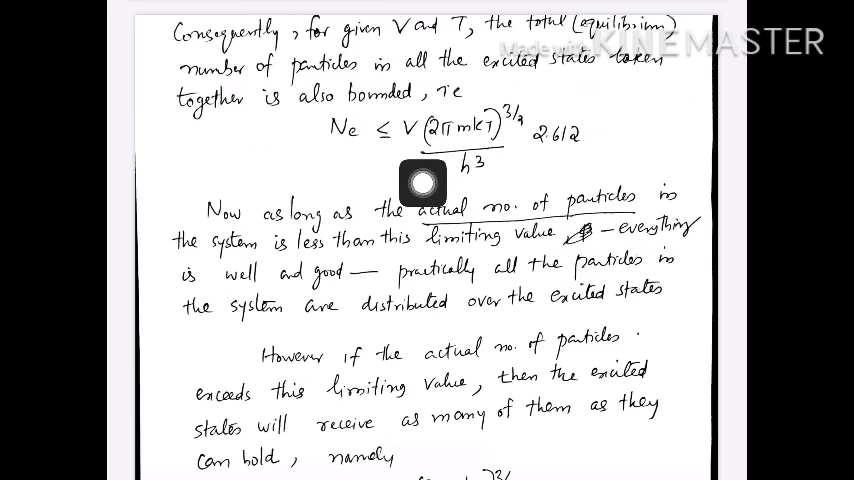 Consequently, for given V and T, the total (equilibrium)
number of particles in all the excited states taken
together is also bounded, ie
Ne ≤ V (2πmkT)^3/2 / h^3 2.612
Now as long as the actual no. of particles in
the system is less than this limiting value – everything
is well and good — practically all the particles in
the system are distributed over the excited states
However if the actual no. of particles
exceeds this limiting value, then the excited
states will receive as many of them as they
can hold, namely
Made with KINEMASTER